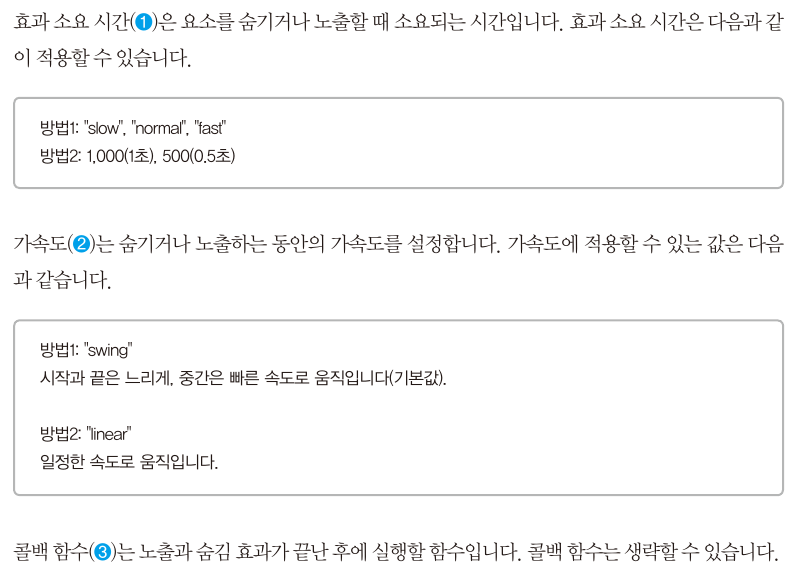 효과 소요 시간(❶)은 요소를 숨기거나 노출할 때 소요되는 시간입니다. 효과 소요 시간은 다음과 같
이 적용할 수 있습니다.
방법1: "slow", "normal", "fast"
방법2: 1,000(1초), 500(0.5초)
가속도(❷)는 숨기거나 노출하는 동안의 가속도를 설정합니다. 가속도에 적용할 수 있는 값은 다음
과 같습니다.
방법1: "swing"
시작과 끝은 느리게, 중간은 빠른 속도로 움직입니다(기본값).
방법2: "linear"
일정한 속도로 움직입니다.
콜백 함수(❸)는 노출과 숨김 효과가 끝난 후에 실행할 함수입니다. 콜백 함수는 생략할 수 있습니다.